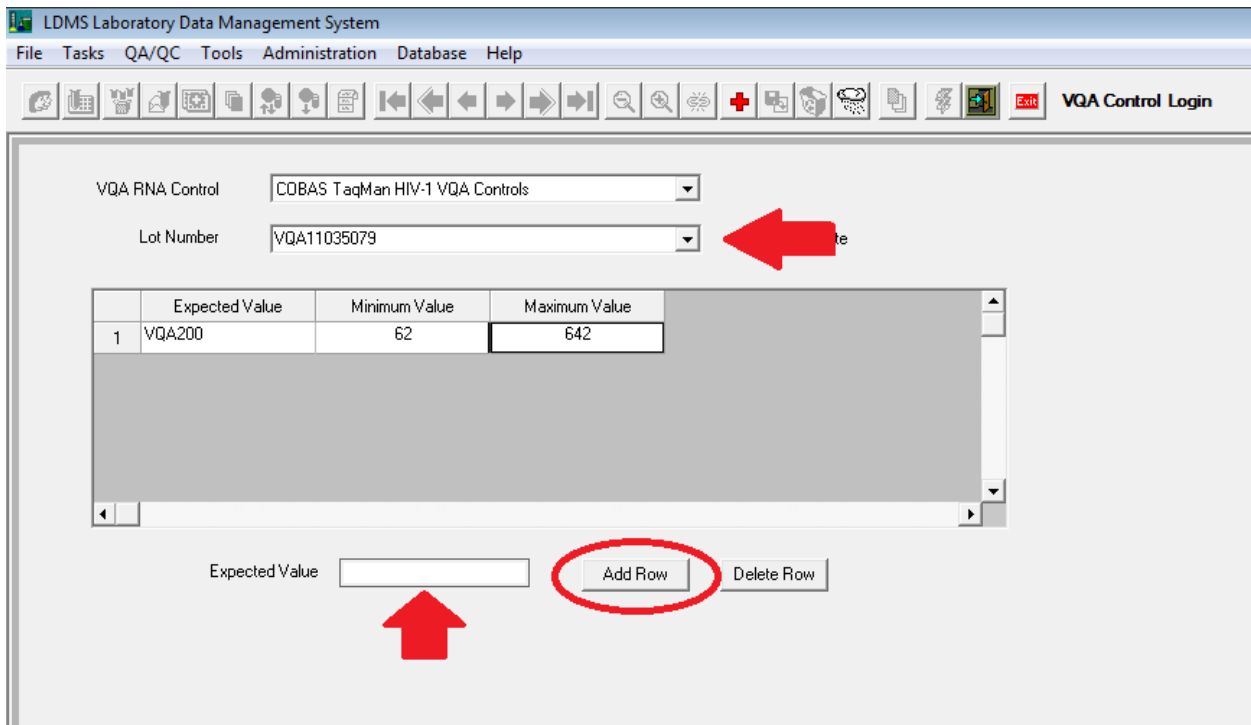 LDMS Laboratory Data Management System
File Tasks QA/QC Tools Administration Database Help
Exit VQA Control Login
VQA RNA Control COBAS TaqMan HIV-1 VQA Controls
Lot Number VQA11035079
Expected Value Minimum Value Maximum Value
1 VQA200 62 642
Expected Value Add Row Delete Row